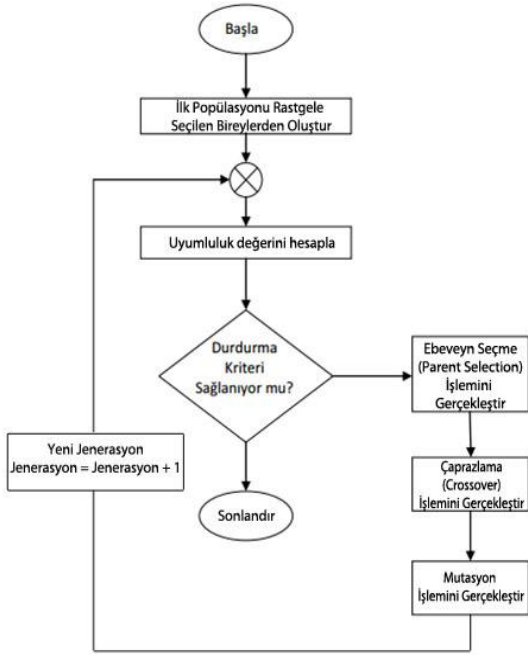 Başla
İlk Popülasyonu Rastgele
Seçilen Bireylerden Oluştur
Uyumluluk değerini hesapla
Durdurma
Kriteri
Sağlanıyor mu?
Ebeveyn Seçme
(Parent Selection)
İşlemini
Gerçekleştir
Çaprazlama
(Crossover)
İşlemini Gerçekleştir
Mutasyon
İşlemini Gerçekleştir
Yeni Jenerasyon
Jenerasyon = Jenerasyon + 1
Sonlandır